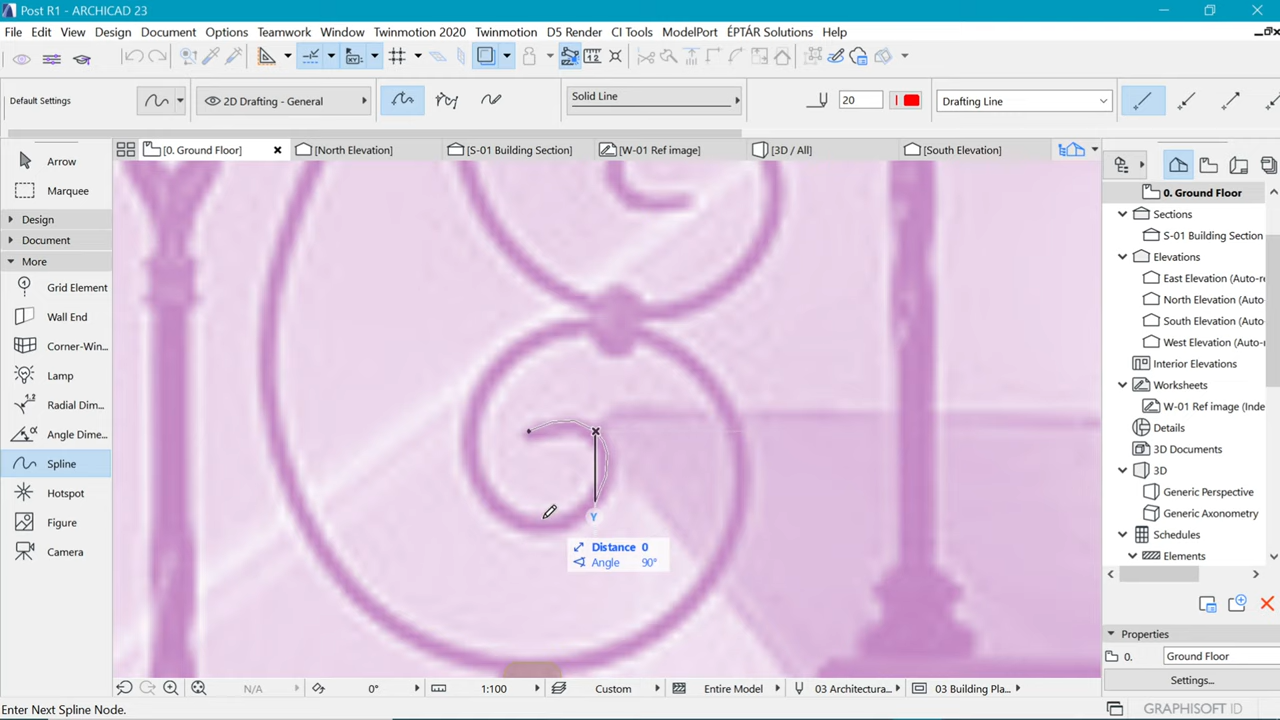 Post R1 - ARCHICAD 23
File Edit View Design Document Options Teamwork Window Twinmotion 2020 Twinmotion D5 Render CI Tools ModelPort ÉPTÁR Solutions Help
Default Settings
2D Drafting - General
Solid Line
20
Drafting Line
[0. Ground Floor]
[North Elevation]
[S-01 Building Section]
[W-01 Ref image]
[3D / All]
[South Elevation]
Arrow
Marquee
Design
Document
More
Grid Element
Wall End
Corner-Win...
Lamp
Radial Dim...
Angle Dime...
Spline
Hotspot
Figure
Camera
Y
Distance 0
Angle 90°
0. Ground Floor
Sections
S-01 Building Section
Elevations
East Elevation (Auto-r
North Elevation (Auto
South Elevation (Auto-
West Elevation (Auto-
Interior Elevations
Worksheets
W-01 Ref image (Inde
Details
3D Documents
3D
Generic Perspective
Generic Axonometry
Schedules
Elements
Properties
0. Ground Floor
Settings...
N/A 0° 1:100 Custom Entire Model 03 Architectura... 03 Building Pla...
Enter Next Spline Node.
GRAPHISOFT ID